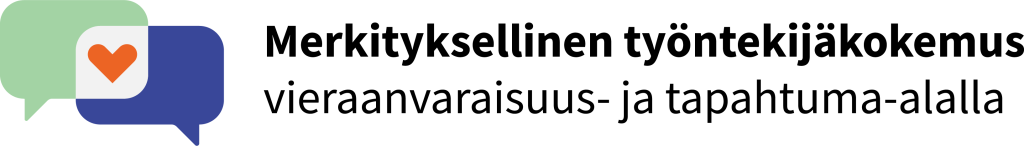 Merkityksellinen työntekijäkokemus
vieraanvaraisuus- ja tapahtuma-alalla